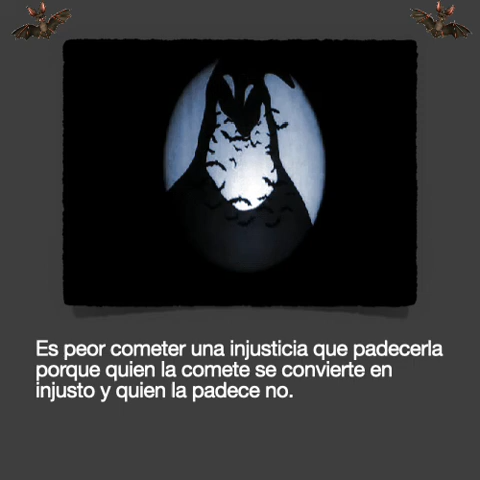 Es peor cometer una injusticia que padecerla
porque quien la comete se convierte en
injusto y quien la padece no.